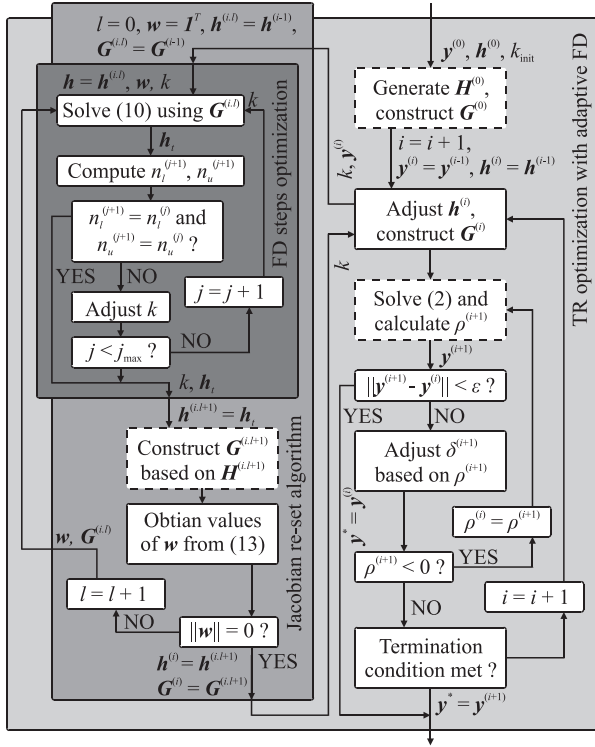 l = 0, w = 1^T, h^(i.l) = h^(i-1),
G^(i.l) = G^(i-1)
h = h^(i.l), w, k
Solve (10) using G^(i.l)
k
h_t
Compute n_l^(j+1), n_u^(j+1)
n_l^(j+1) = n_l^(j) and
n_u^(j+1) = n_u^(j) ?
YES
NO
Adjust k
j = j + 1
j < j_max ?
NO
k, h_t
FD steps optimization
h^(i.l+1) = h_t
Construct G^(i.l+1)
based on H^(i.l+1)
Obtian values
of w from (13)
w, G^(i.l)
l = l + 1
NO
||w|| = 0 ?
YES
h^(i) = h^(i.l+1)
G^(i) = G^(i.l+1)
Jacobian re-set algorithm
y^(0), h^(0), k_init
Generate H^(0),
construct G^(0)
i = i + 1,
y^(i) = y^(i-1), h^(i) = h^(i-1)
k, y^(i)
Adjust h^(i),
construct G^(i)
k
Solve (2) and
calculate ρ^(i+1)
y^(i+1)
||y^(i+1) - y^(i)|| < ε ?
YES
NO
Adjust δ^(i+1)
based on ρ^(i+1)
y^* = y^(i)
ρ^(i) = ρ^(i+1)
ρ^(i+1) < 0 ?
YES
NO
i = i + 1
Termination
condition met ?
y^* = y^(i+1)
TR optimization with adaptive FD